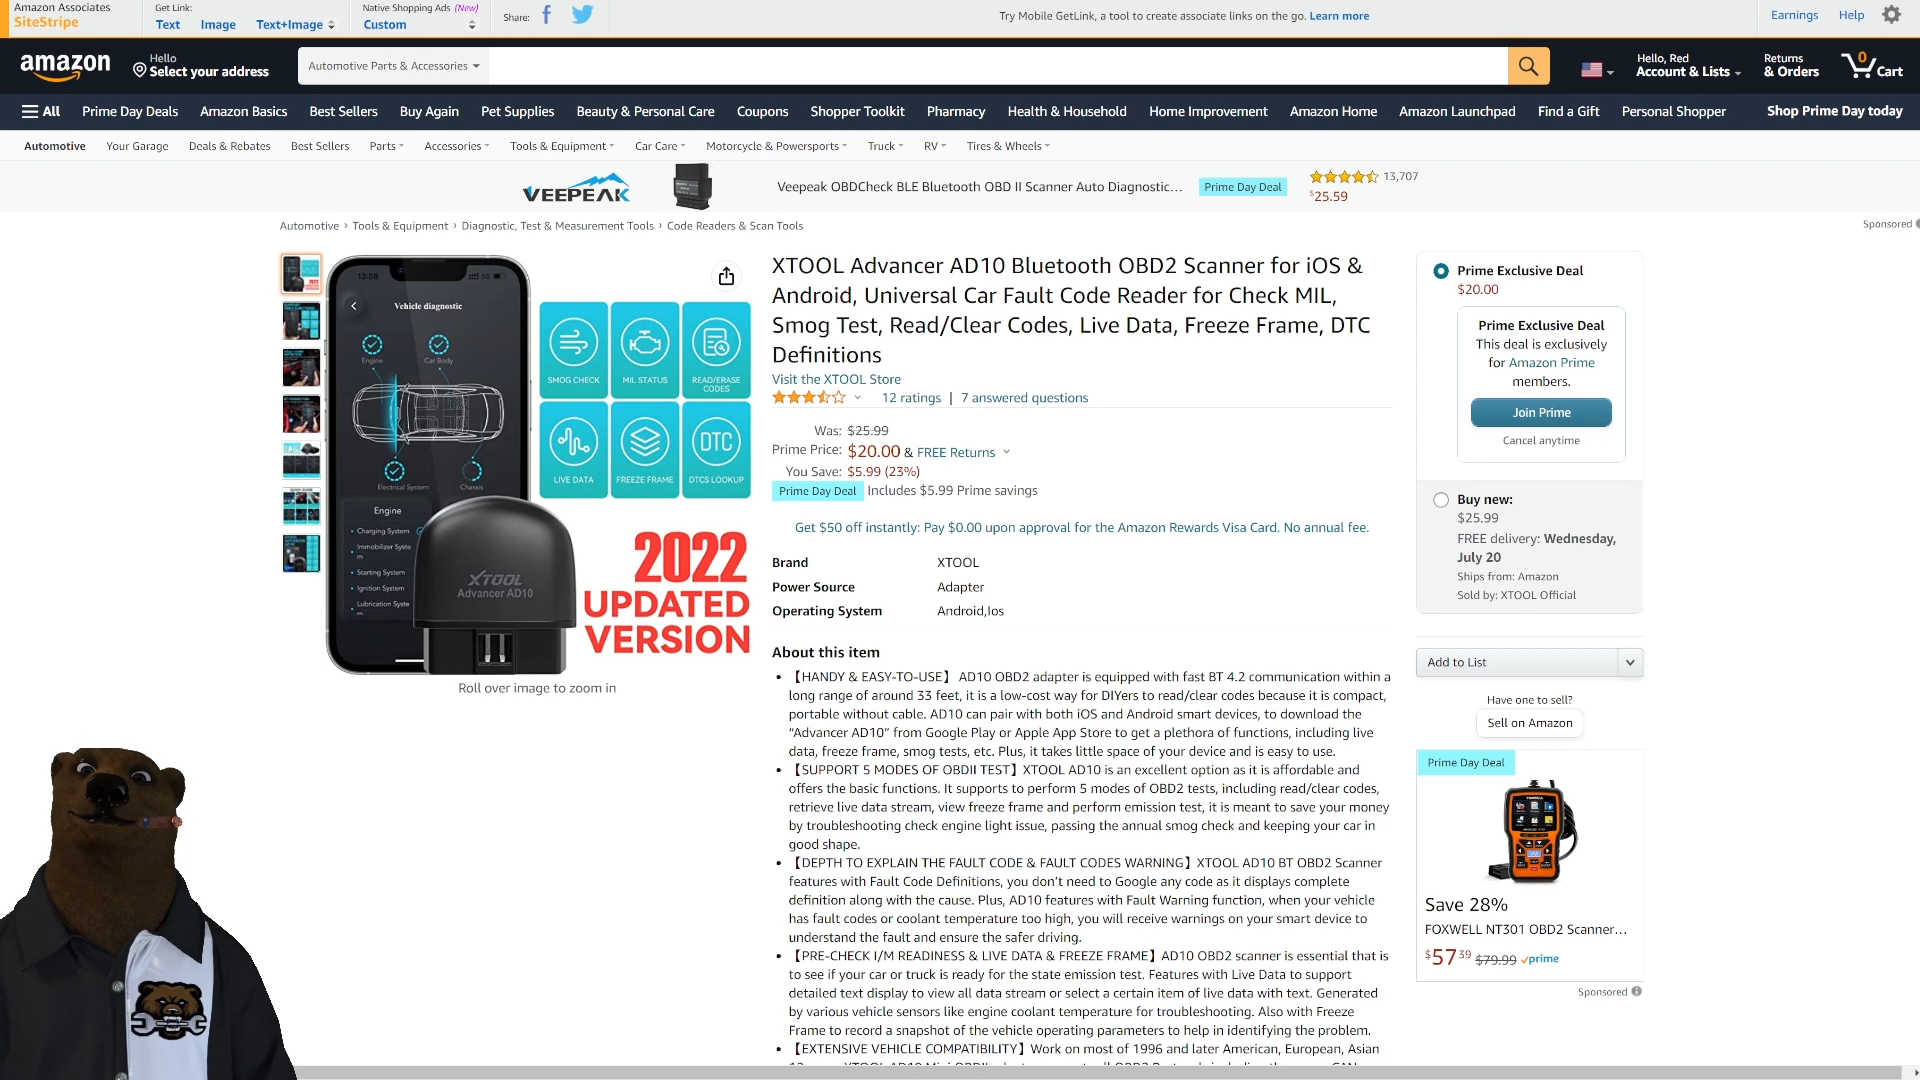 Amazon Associates
SiteStripe
Get Link:
Text Image Text+Image
Native Shopping Ads (New)
Custom
Share:
Try Mobile GetLink, a tool to create associate links on the go. Learn more
Earnings Help
amazon
Hello
Select your address
Automotive Parts & Accessories
Hello, Red
Account & Lists
Returns
& Orders
0
Cart
All Prime Day Deals Amazon Basics Best Sellers Buy Again Pet Supplies Beauty & Personal Care Coupons Shopper Toolkit Pharmacy Health & Household Home Improvement Amazon Home Amazon Launchpad Find a Gift Personal Shopper Shop Prime Day today
Automotive Your Garage Deals & Rebates Best Sellers Parts Accessories Tools & Equipment Car Care Motorcycle & Powersports Truck RV Tires & Wheels
VEEPEAK
Veepeak OBDCheck BLE Bluetooth OBD II Scanner Auto Diagnostic...
Prime Day Deal
13,707
$25.59
Automotive › Tools & Equipment › Diagnostic, Test & Measurement Tools › Code Readers & Scan Tools
Sponsored
13:58
50
Vehicle diagnostic
Engine
Car Body
Electrical System
Chassis
Engine
• Charging System
• Immobilizer Syste
m
• Starting System
• Ignition System
• Lubrication Syste
m
XTOOL
Advancer AD10
SMOG CHECK
MIL STATUS
READ/ERASE
CODES
DTC
LIVE DATA
FREEZE FRAME
DTCS LOOKUP
2022
UPDATED
VERSION
Roll over image to zoom in
XTOOL Advancer AD10 Bluetooth OBD2 Scanner for iOS &
Android, Universal Car Fault Code Reader for Check MIL,
Smog Test, Read/Clear Codes, Live Data, Freeze Frame, DTC
Definitions
Visit the XTOOL Store
12 ratings | 7 answered questions
Was: $25.99
Prime Price: $20.00 & FREE Returns
You Save: $5.99 (23%)
Prime Day Deal Includes $5.99 Prime savings
Get $50 off instantly: Pay $0.00 upon approval for the Amazon Rewards Visa Card. No annual fee.
Brand XTOOL
Power Source Adapter
Operating System Android,Ios
About this item
• 【HANDY & EASY-TO-USE】 AD10 OBD2 adapter is equipped with fast BT 4.2 communication within a
long range of around 33 feet, it is a low-cost way for DIYers to read/clear codes because it is compact,
portable without cable. AD10 can pair with both iOS and Android smart devices, to download the
“Advancer AD10” from Google Play or Apple App Store to get a plethora of functions, including live
data, freeze frame, smog tests, etc. Plus, it takes little space of your device and is easy to use.
• 【SUPPORT 5 MODES OF OBDII TEST】XTOOL AD10 is an excellent option as it is affordable and
offers the basic functions. It supports to perform 5 modes of OBD2 tests, including read/clear codes,
retrieve live data stream, view freeze frame and perform emission test, it is meant to save your money
by troubleshooting check engine light issue, passing the annual smog check and keeping your car in
good shape.
• 【DEPTH TO EXPLAIN THE FAULT CODE & FAULT CODES WARNING】XTOOL AD10 BT OBD2 Scanner
features with Fault Code Definitions, you don’t need to Google any code as it displays complete
definition along with the cause. Plus, AD10 features with Fault Warning function, when your vehicle
has fault codes or coolant temperature too high, you will receive warnings on your smart device to
understand the fault and ensure the safer driving.
• 【PRE-CHECK I/M READINESS & LIVE DATA & FREEZE FRAME】AD10 OBD2 scanner is essential that is
to see if your car or truck is ready for the state emission test. Features with Live Data to support
detailed text display to view all data stream or select a certain item of live data with text. Generated
by various vehicle sensors like engine coolant temperature for troubleshooting. Also with Freeze
Frame to record a snapshot of the vehicle operating parameters to help in identifying the problem.
• 【EXTENSIVE VEHICLE COMPATIBILITY】Work on most of 1996 and later American, European, Asian
Prime Exclusive Deal
$20.00
Prime Exclusive Deal
This deal is exclusively
for Amazon Prime
members.
Join Prime
Cancel anytime
Buy new:
$25.99
FREE delivery: Wednesday,
July 20
Ships from: Amazon
Sold by: XTOOL Official
Add to List
Have one to sell?
Sell on Amazon
Prime Day Deal
Save 28%
FOXWELL NT301 OBD2 Scanner...
$57 39 $79.99 prime
Sponsored